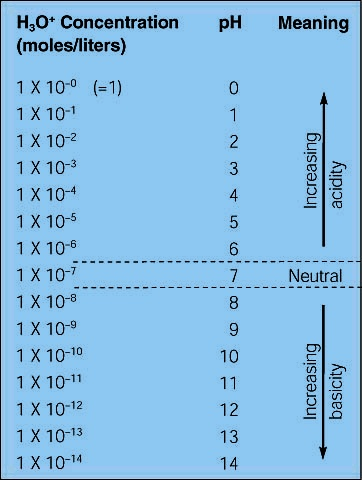 H₃O⁺ Concentration pH Meaning
(moles/liters)
1 X 10⁻⁰ (=1) 0
1 X 10⁻¹ 1
1 X 10⁻² 2
1 X 10⁻³ 3
1 X 10⁻⁴ 4
1 X 10⁻⁵ 5
1 X 10⁻⁶ 6
Increasing
acidity
1 X 10⁻⁷ 7 Neutral
1 X 10⁻⁸ 8
1 X 10⁻⁹ 9
1 X 10⁻¹⁰ 10
1 X 10⁻¹¹ 11
1 X 10⁻¹² 12
1 X 10⁻¹³ 13
1 X 10⁻¹⁴ 14
Increasing
basicity